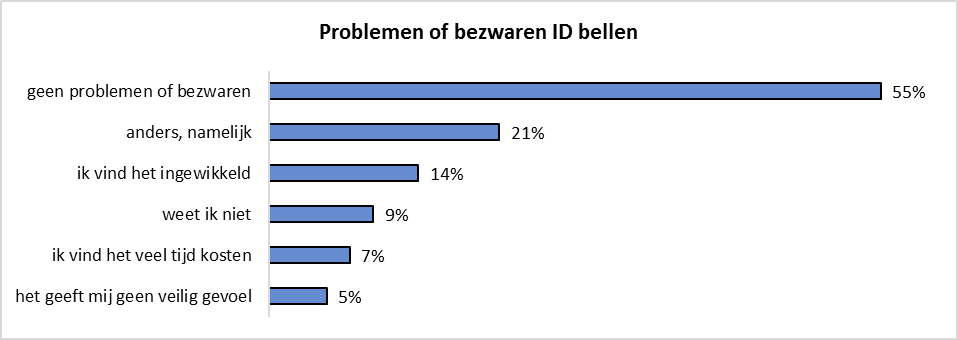 Problemen of bezwaren ID bellen
geen problemen of bezwaren 55%
anders, namelijk 21%
ik vind het ingewikkeld 14%
weet ik niet 9%
ik vind het veel tijd kosten 7%
het geeft mij geen veilig gevoel 5%